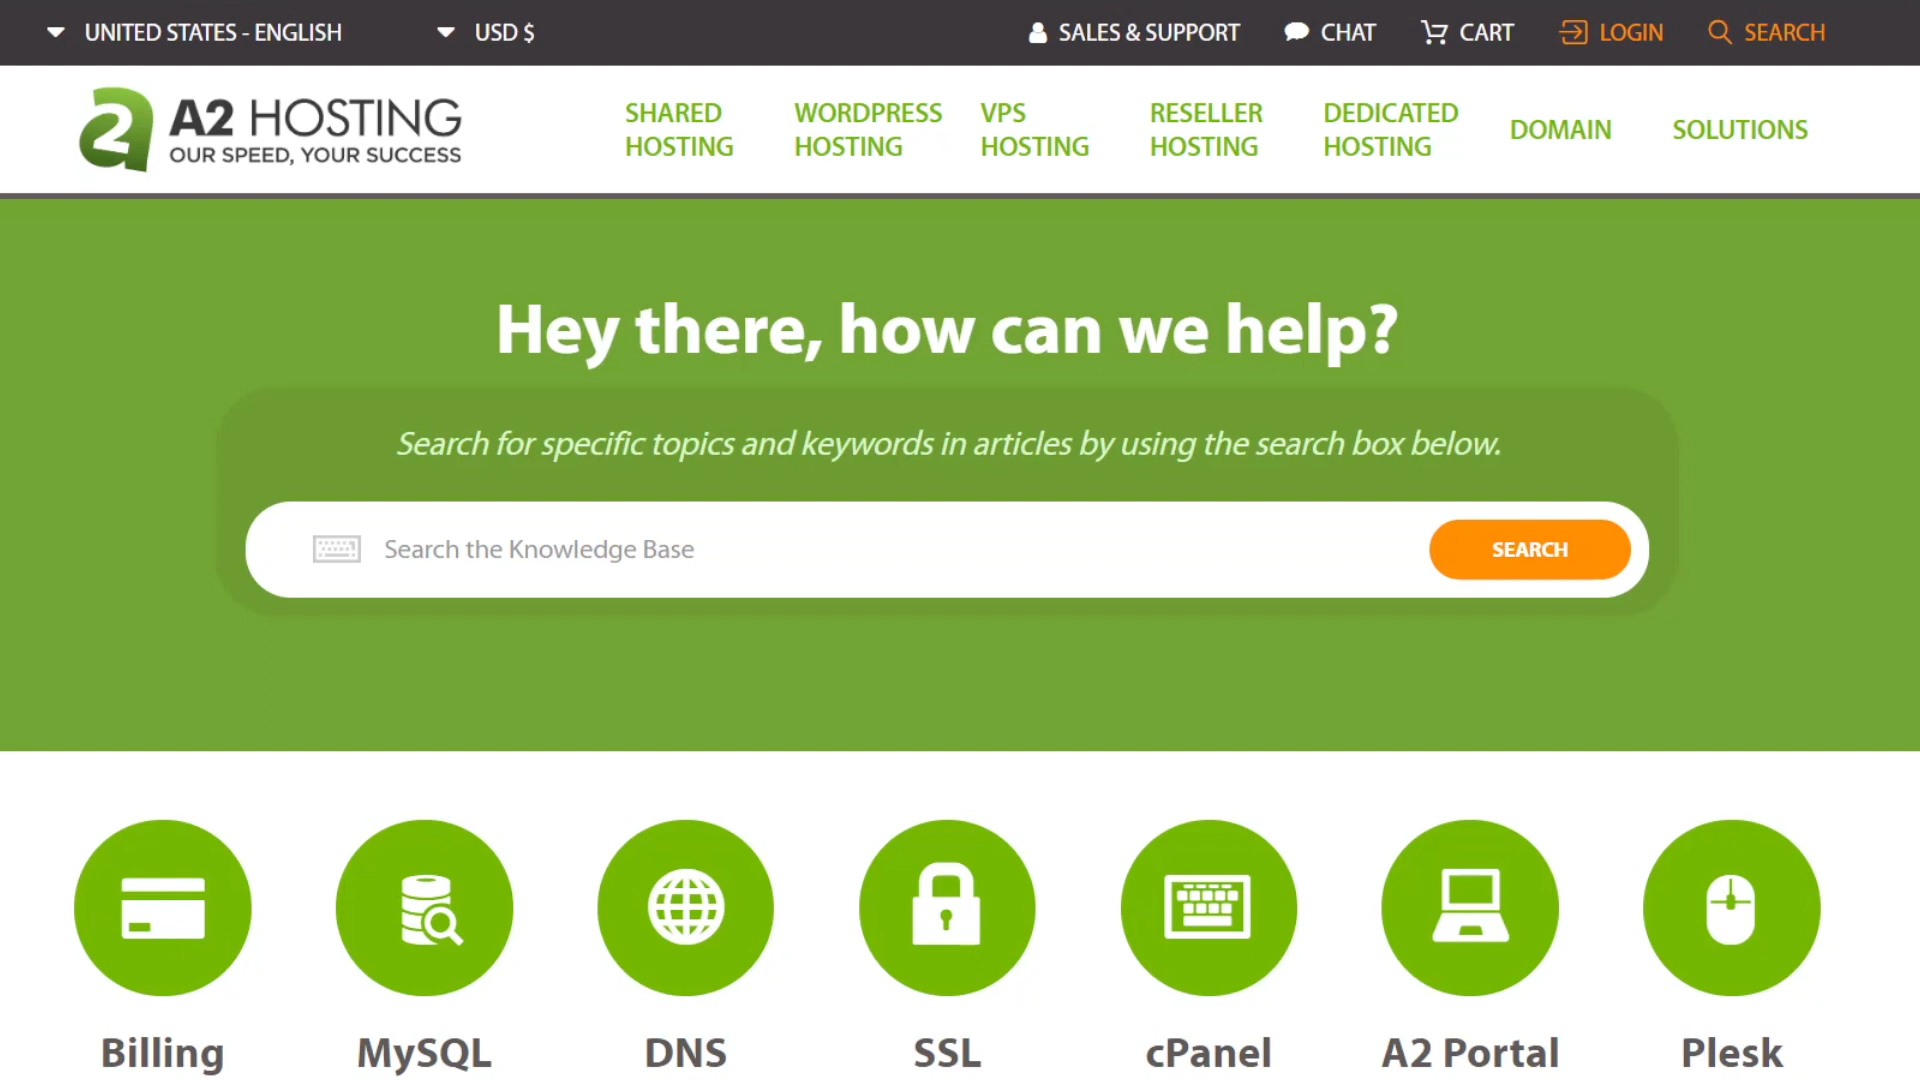 UNITED STATES - ENGLISH
USD $
SALES & SUPPORT
CHAT
CART
LOGIN
SEARCH
A2 HOSTING
OUR SPEED, YOUR SUCCESS
SHARED
HOSTING
WORDPRESS
HOSTING
VPS
HOSTING
RESELLER
HOSTING
DEDICATED
HOSTING
DOMAIN
SOLUTIONS
Hey there, how can we help?
Search for specific topics and keywords in articles by using the search box below.
Search the Knowledge Base
SEARCH
Billing
MySQL
DNS
SSL
cPanel
A2 Portal
Plesk